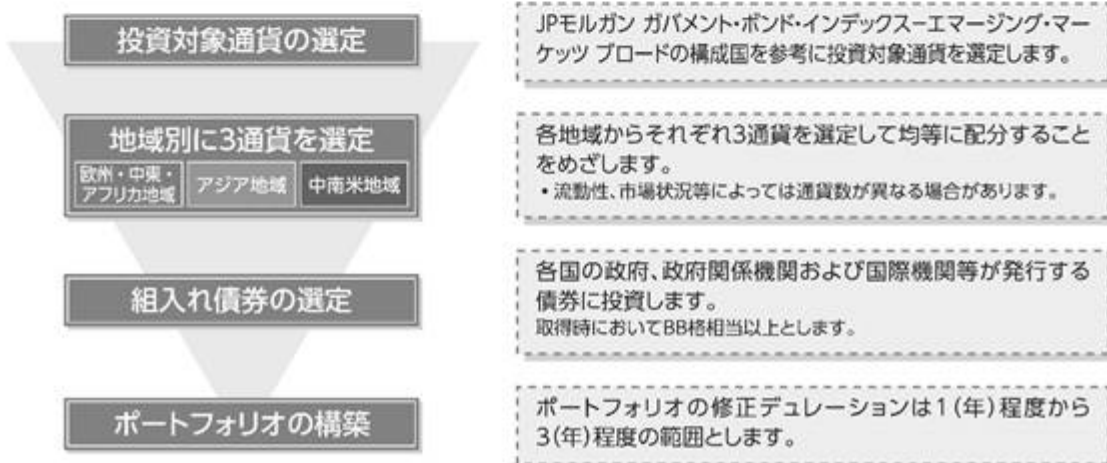 投資対象通貨の選定
JPモルガン ガバメント・ボンド・インデックス−エマージング・マー
ケッツ ブロードの構成国を参考に投資対象通貨を選定します。
地域別に3通貨を選定
欧州・中東・
アフリカ地域
アジア地域
中南米地域
各地域からそれぞれ3通貨を選定して均等に配分すること
をめざします。
・流動性、市場状況等によっては通貨数が異なる場合があります。
組入れ債券の選定
各国の政府、政府関係機関および国際機関等が発行する
債券に投資します。
取得時においてBB格相当以上とします。
ポートフォリオの構築
ポートフォリオの修正デュレーションは1(年)程度から
3(年)程度の範囲とします。